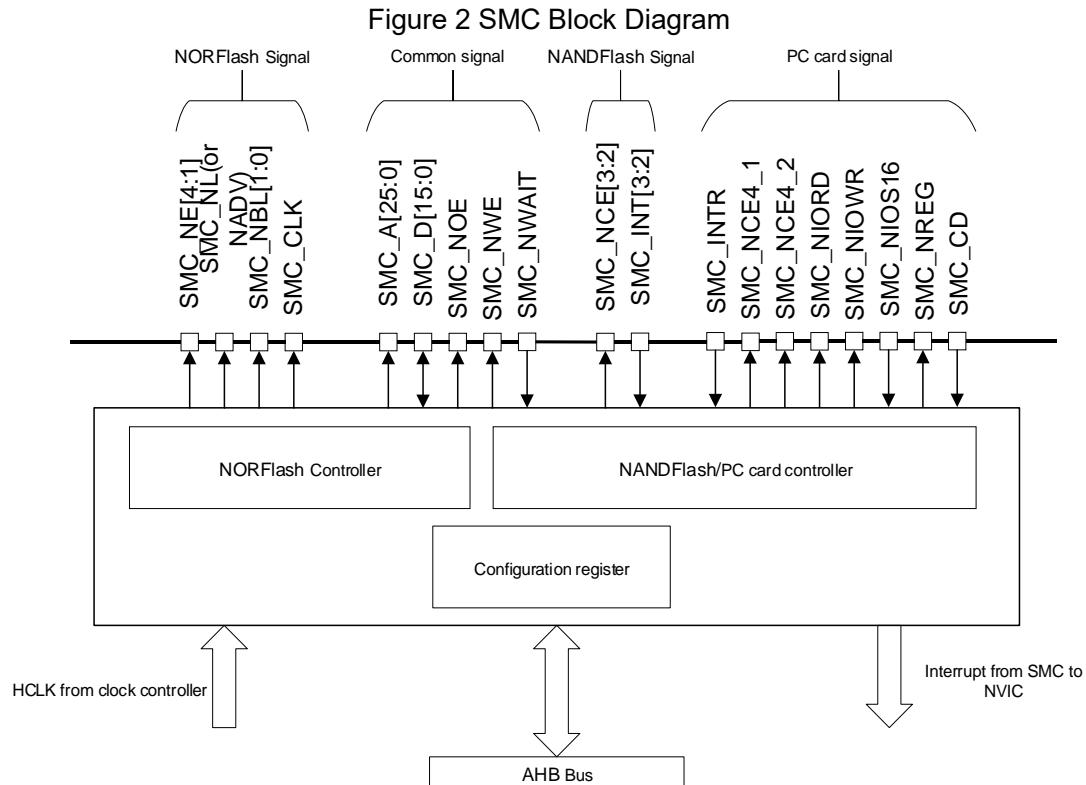 Figure 2 SMC Block Diagram
NORFlash Signal
Common signal
NANDFlash Signal
PC card signal
SMC_NE[4:1]
SMC_NL(or
NADV)
SMC_NBL[1:0]
SMC_CLK
SMC_A[25:0]
SMC_D[15:0]
SMC_NOE
SMC_NWE
SMC_NWAIT
SMC_NCE[3:2]
SMC_INT[3:2]
SMC_INTR
SMC_NCE4_1
SMC_NCE4_2
SMC_NIORD
SMC_NIOWR
SMC_NIOS16
SMC_NREG
SMC_CD
NORFlash Controller
NANDFlash/PC card controller
Configuration register
HCLK from clock controller
Interrupt from SMC to
NVIC
AHB Bus